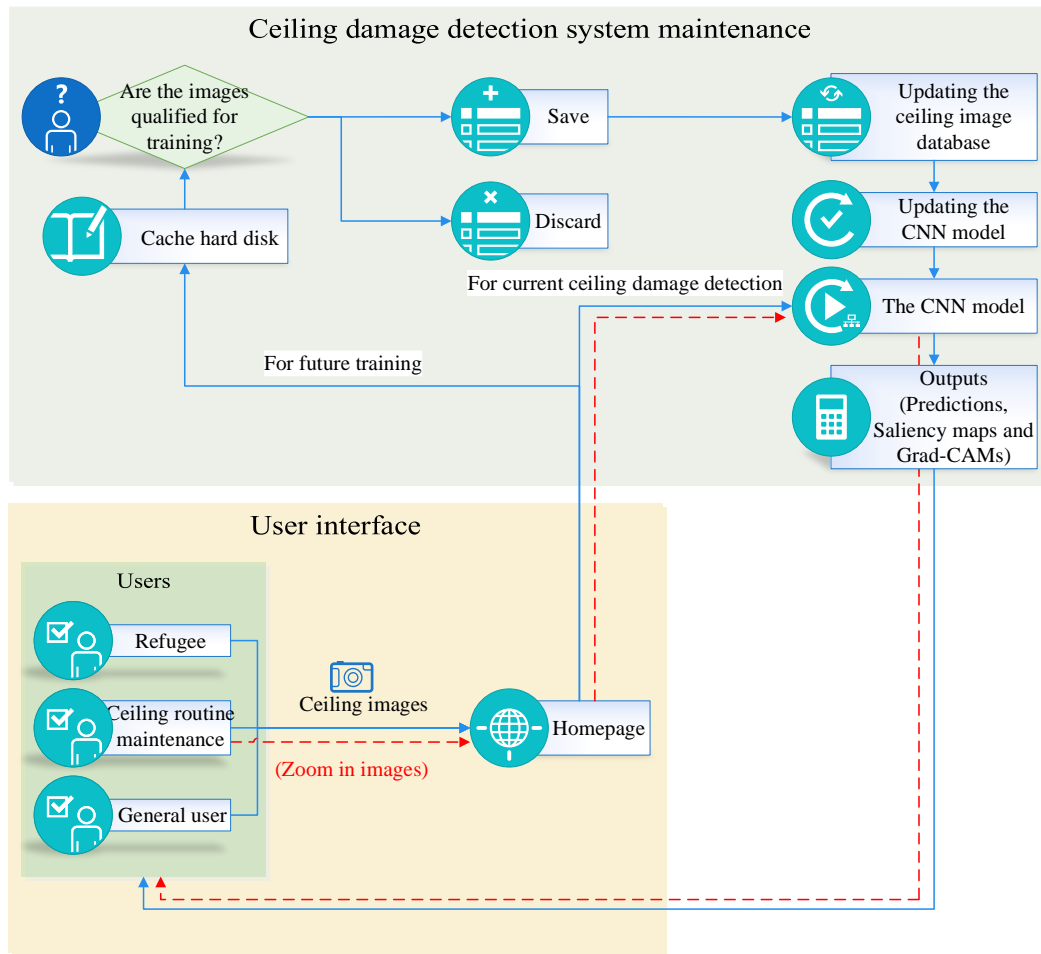 Ceiling damage detection system maintenance
?
Are the images
qualified for
training?
Save
Updating the
ceiling image
database
Cache hard disk
Discard
Updating the
CNN model
For current ceiling damage detection
The CNN model
For future training
Outputs
(Predictions,
Saliency maps and
Grad-CAMs)
User interface
Users
Refugee
Ceiling routine
maintenance
General user
Ceiling images
(Zoom in images)
Homepage